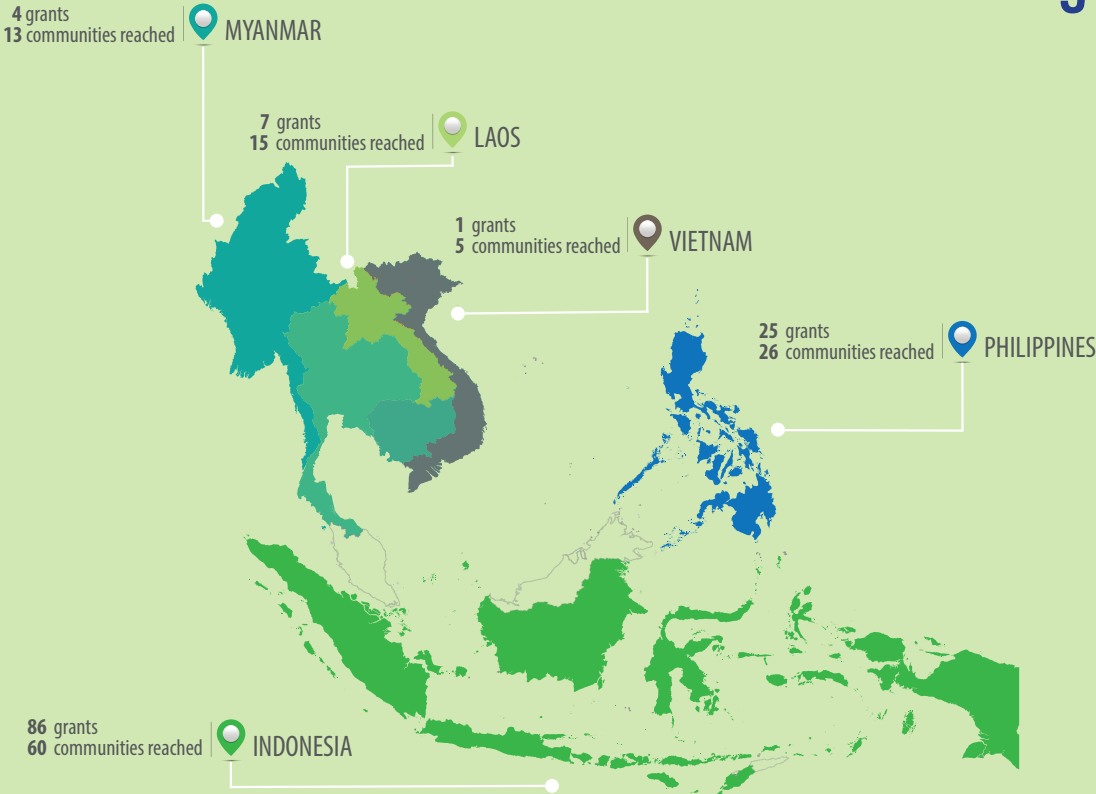 4 grants
13 communities reached
MYANMAR
7 grants
15 communities reached
LAOS
1 grants
5 communities reached
VIETNAM
25 grants
26 communities reached
PHILIPPINES
86 grants
60 communities reached
INDONESIA